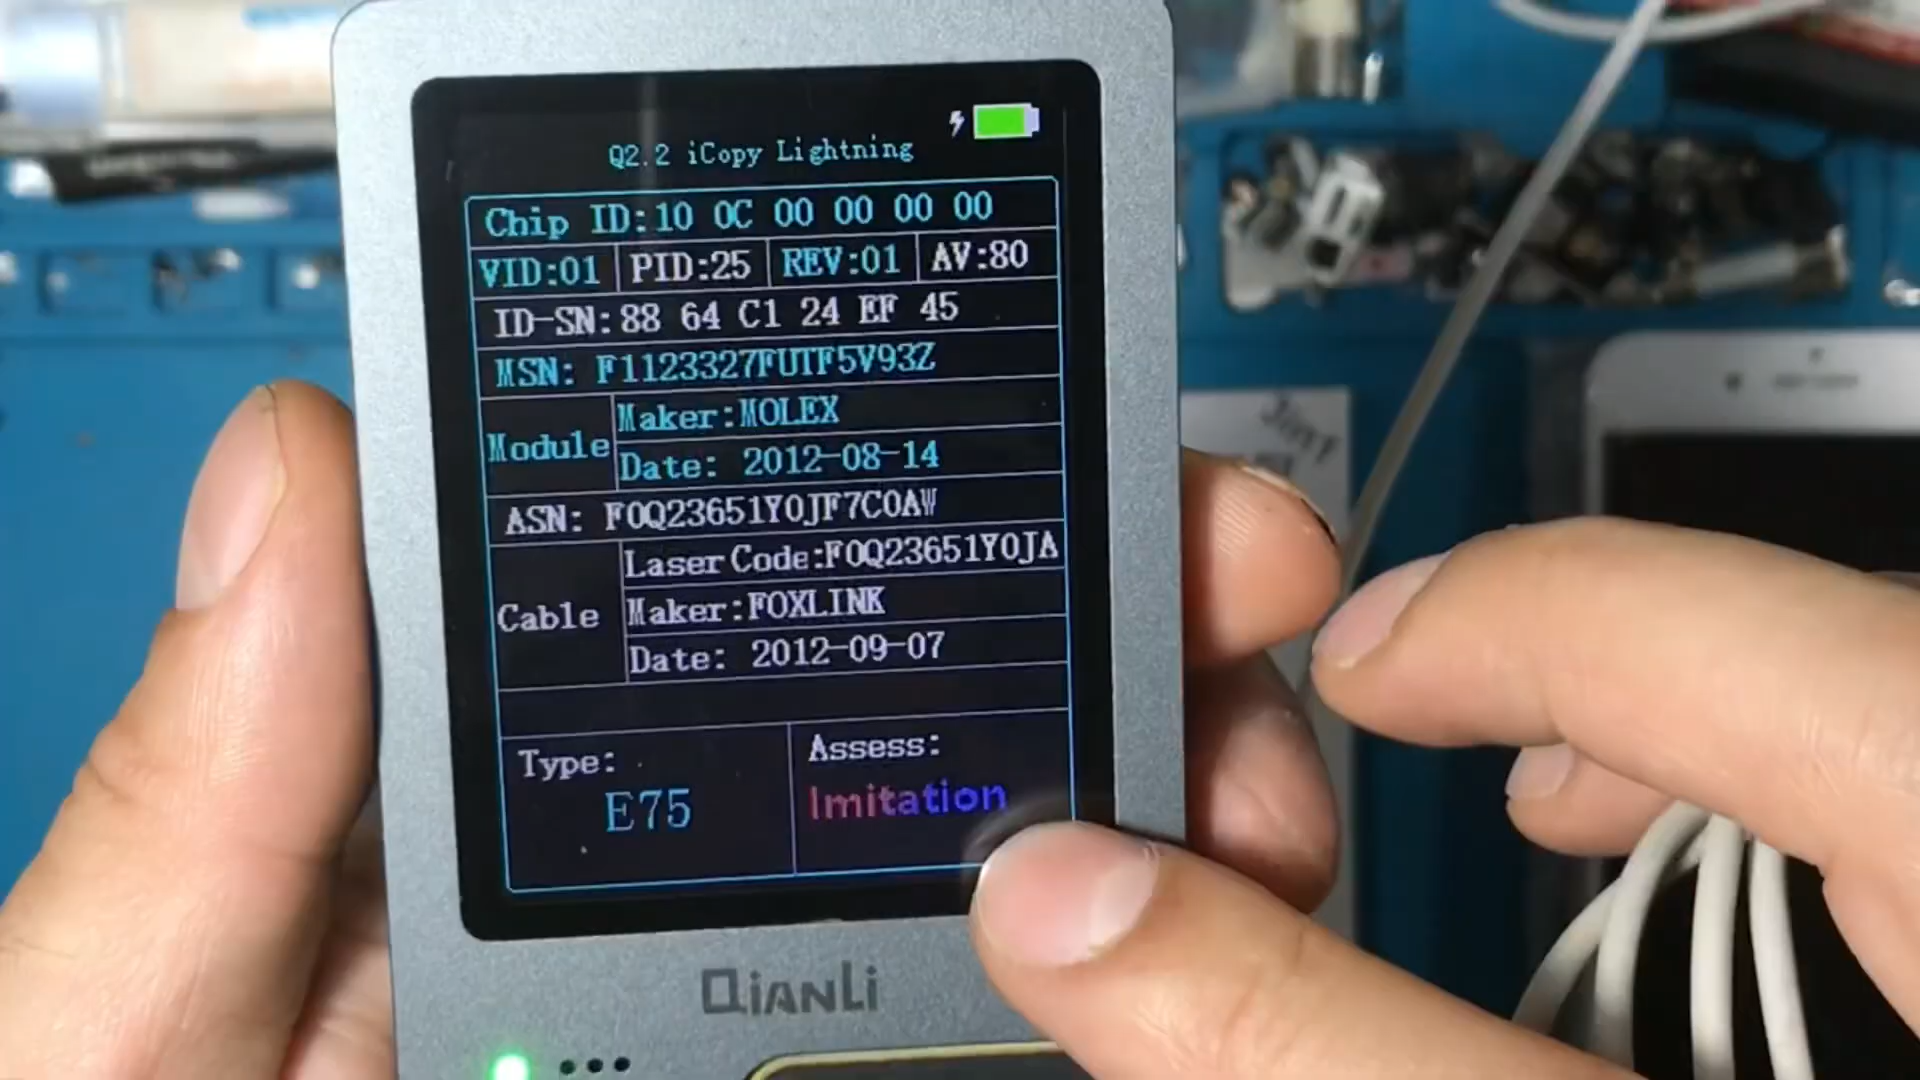 Q2.2 iCopy Lightning
Chip ID:10 0C 00 00 00 00
VID:01 PID:25 REV:01 AV:80
ID-SN:88 64 C1 24 EF 45
MSN: F1123327FUTF5V93Z
Module
Maker:MOLEX
Date: 2012-08-14
ASN: F0Q23651Y0JF7C0AW
Cable
Laser Code:F0Q23651Y0JA
Maker:FOXLINK
Date: 2012-09-07
Type:
E75
Assess:
Imitation
QIANLI